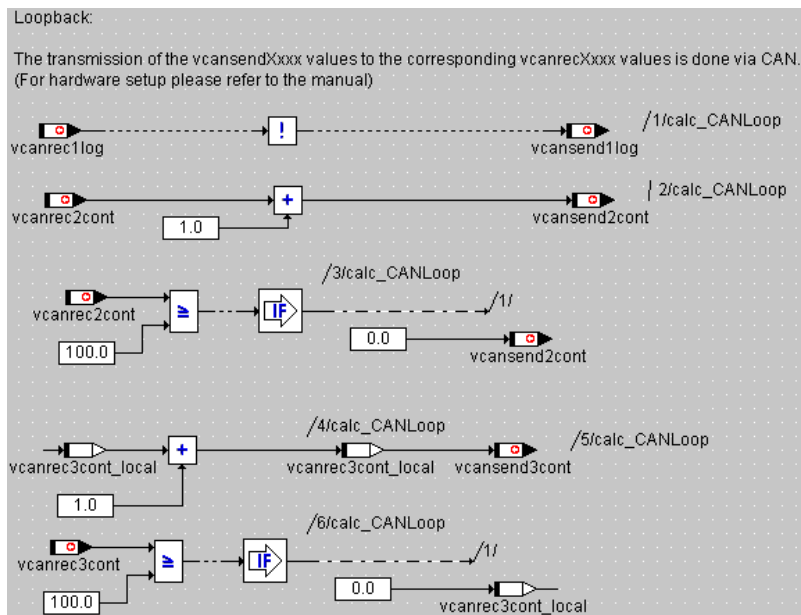 Loopback:
The transmission of the vcansendXxxx values to the corresponding vcanrecXxxx values is done via CAN.
(For hardware setup please refer to the manual)
! /1/calc_CANLoop
vcanrec1log vcansend1log
+ / 2/calc_CANLoop
vcanrec2cont 1.0 vcansend2cont
/3/calc_CANLoop
/1/
vcanrec2cont ≥ IF
100.0 0.0
vcansend2cont
/4/calc_CANLoop /5/calc_CANLoop
+
vcanrec3cont_local vcanrec3cont_local vcansend3cont
1.0
/6/calc_CANLoop
/1/
vcanrec3cont ≥ IF
100.0 0.0
vcanrec3cont_local